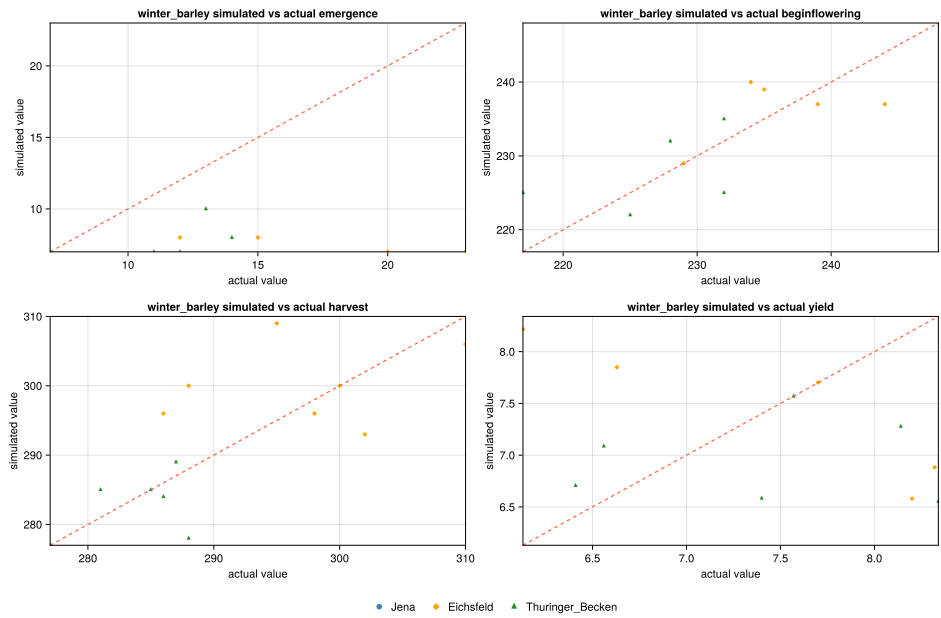 winter_barley simulated vs actual emergence
simulated value
20
15
10
10
15
20
actual value
winter_barley simulated vs actual beginflowering
simulated value
240
230
220
220
230
240
actual value
winter_barley simulated vs actual harvest
simulated value
310
300
290
280
280
290
300
310
actual value
winter_barley simulated vs actual yield
simulated value
8.0
7.5
7.0
6.5
6.5
7.0
7.5
8.0
actual value
Jena
Eichsfeld
Thuringer_Becken